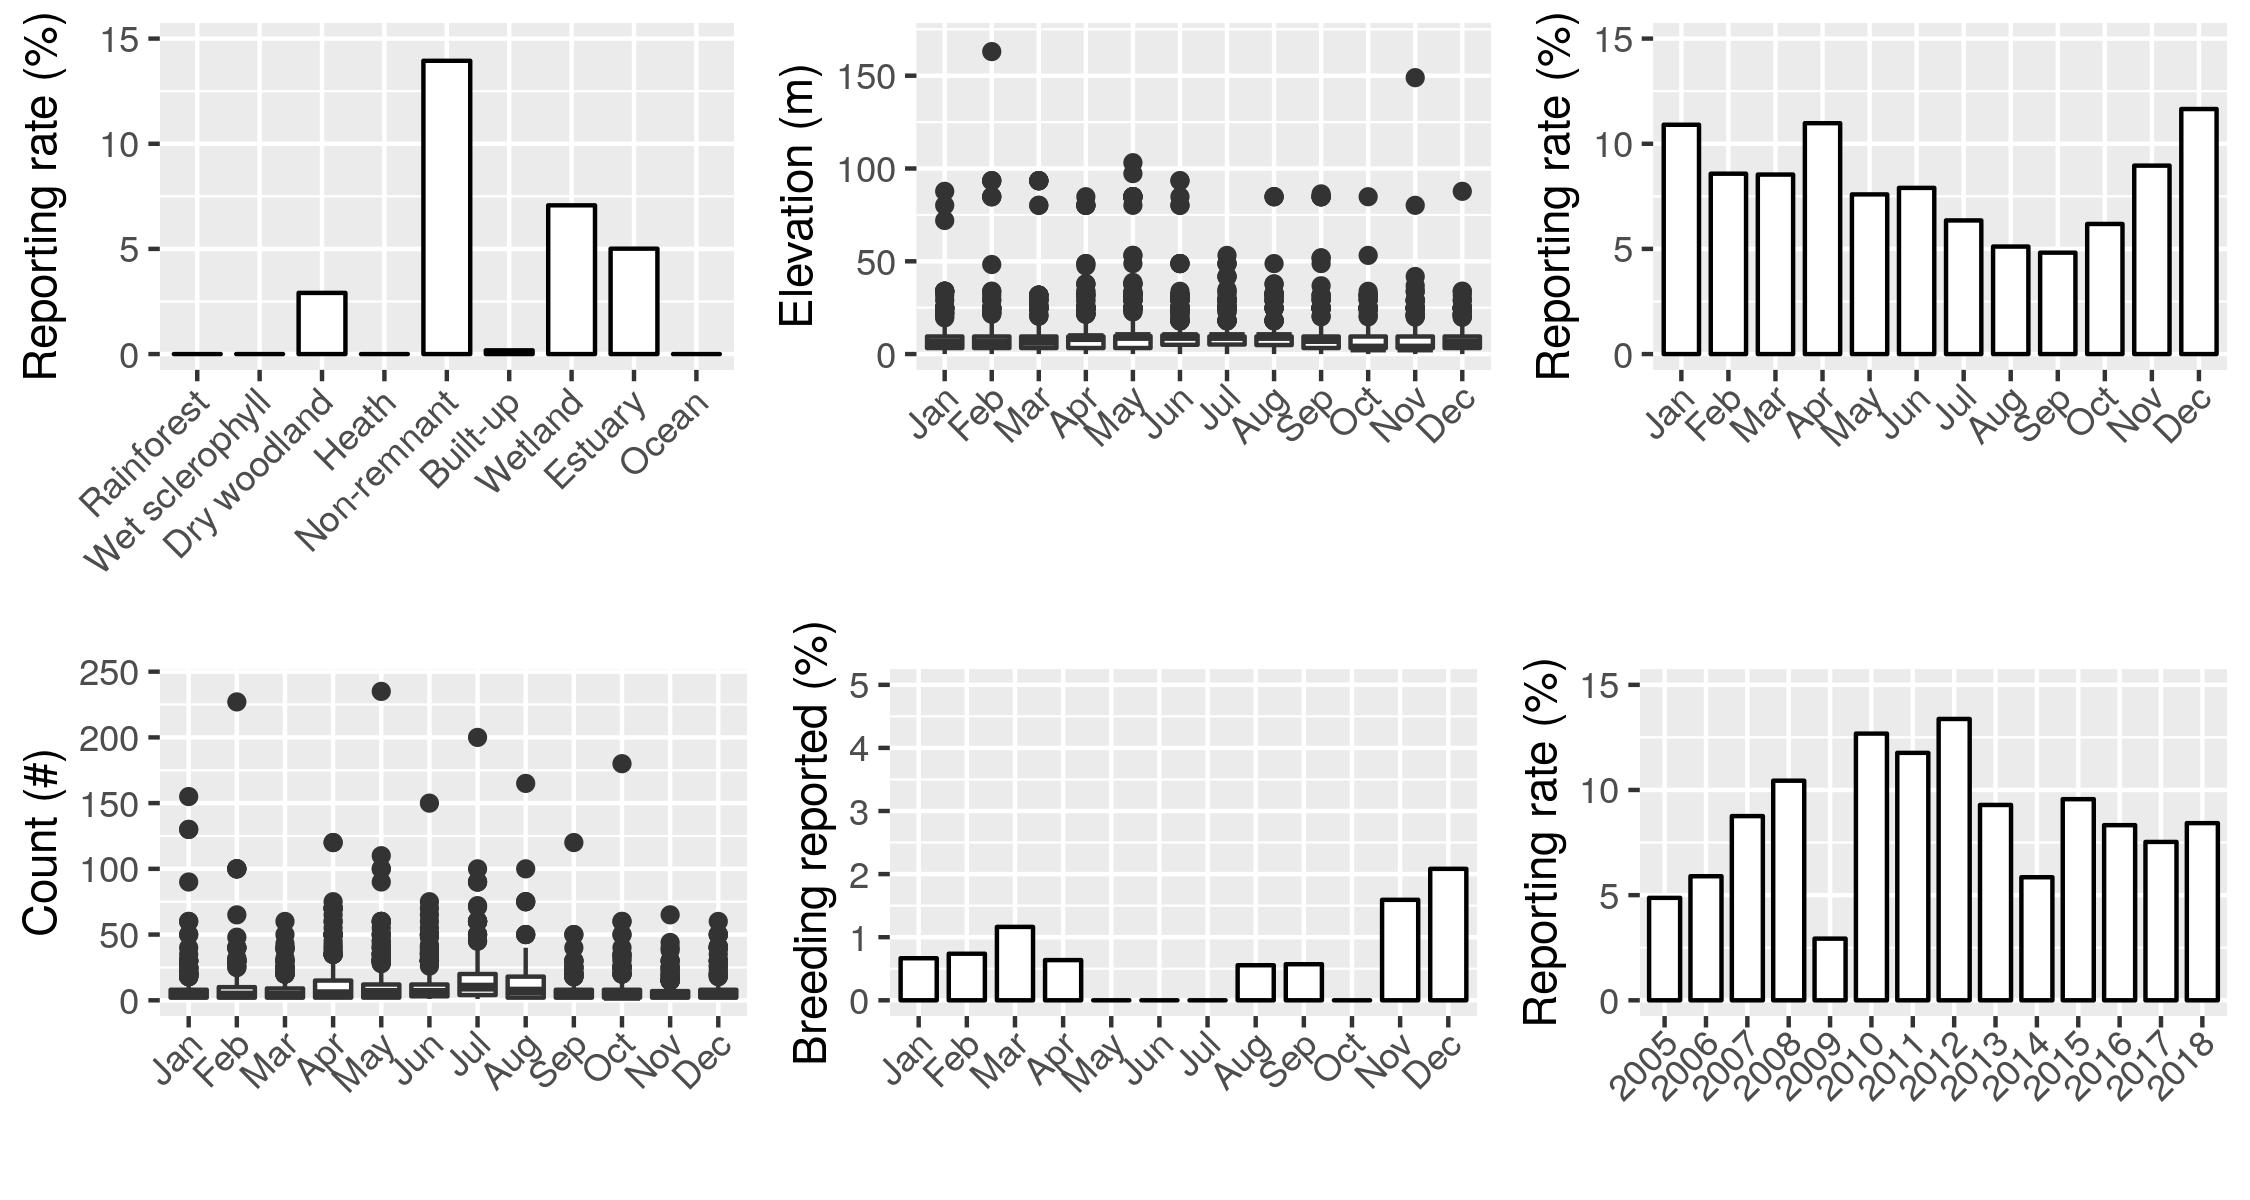 Reporting rate (%)
15
10
5
0
Rainforest
Wet sclerophyll
Dry woodland
Heath
Non-remnant
Built-up
Wetland
Estuary
Ocean
Elevation (m)
150
100
50
0
Jan
Feb
Mar
Apr
May
Jun
Jul
Aug
Sep
Oct
Nov
Dec
Reporting rate (%)
15
10
5
0
Jan
Feb
Mar
Apr
May
Jun
Jul
Aug
Sep
Oct
Nov
Dec
Count (#)
250
200
150
100
50
0
Jan
Feb
Mar
Apr
May
Jun
Jul
Aug
Sep
Oct
Nov
Dec
Breeding reported (%)
5
4
3
2
1
0
Jan
Feb
Mar
Apr
May
Jun
Jul
Aug
Sep
Oct
Nov
Dec
Reporting rate (%)
15
10
5
0
2005
2006
2007
2008
2009
2010
2011
2012
2013
2014
2015
2016
2017
2018